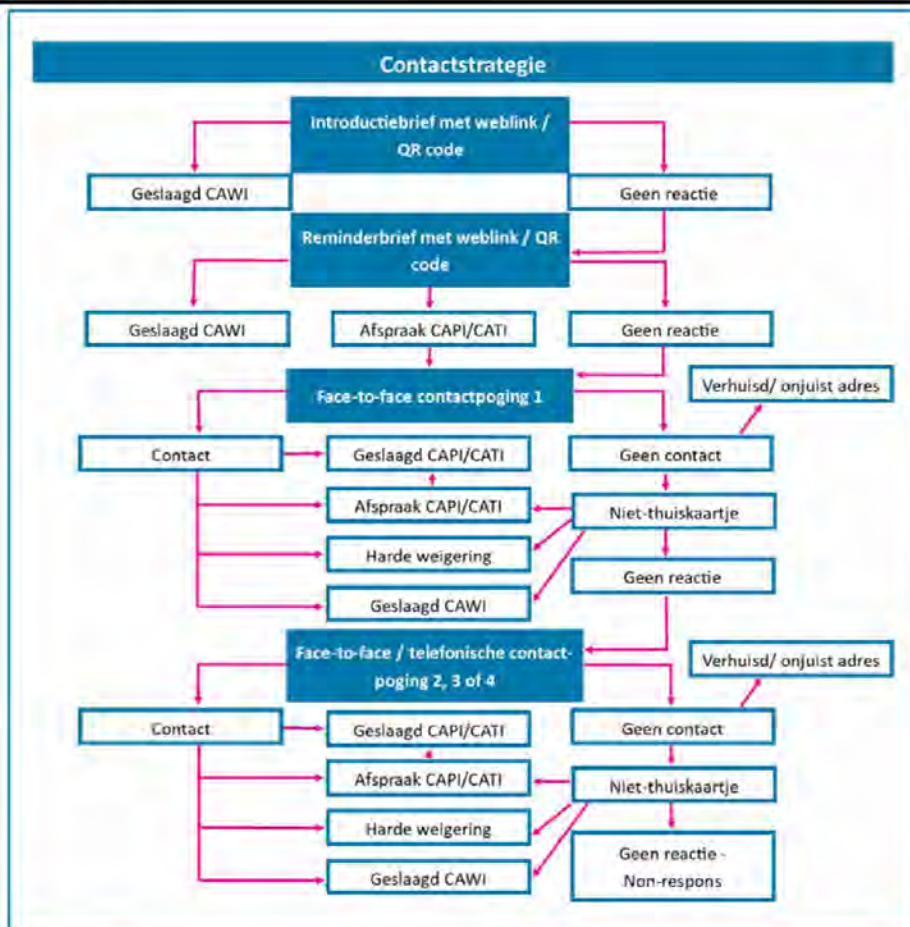 Contactstrategie
Introductiebrief met weblink /
QR code
Geslaagd CAWI
Geen reactie
Reminderbrief met weblink / QR
code
Geslaagd CAWI
Afspraak CAPI/CATI
Geen reactie
Verhuisd/ onjuist adres
Face-to-face contactpoging 1
Contact
Geslaagd CAPI/CATI
Geen contact
Afspraak CAPI/CATI
Niet-thuiskaartje
Harde weigering
Geen reactie
Geslaagd CAWI
Face-to-face / telefonische contact-
poging 2, 3 of 4
Verhuisd/ onjuist adres
Contact
Geslaagd CAPI/CATI
Geen contact
Afspraak CAPI/CATI
Niet-thuiskaartje
Harde weigering
Geen reactie -
Non-respons
Geslaagd CAWI